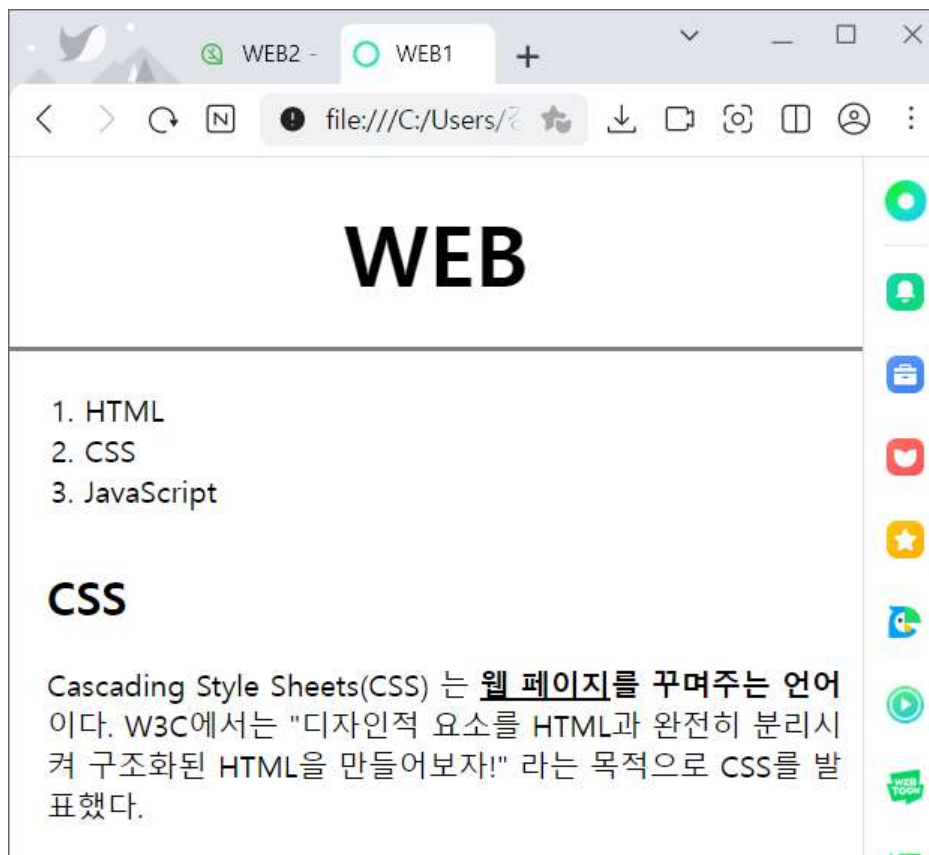 WEB2 -
WEB1
file:///C:/Users/
WEB
1. HTML
2. CSS
3. JavaScript
CSS
Cascading Style Sheets(CSS) 는 웹 페이지를 꾸며주는 언어
이다. W3C에서는 "디자인적 요소를 HTML과 완전히 분리시
켜 구조화된 HTML을 만들어보자!" 라는 목적으로 CSS를 발
표했다.
WEB
TOON